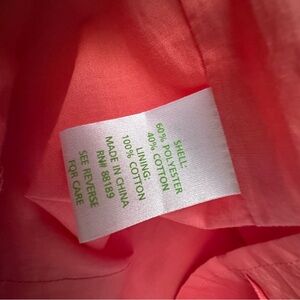 SHELL:
60% POLYESTER
40% COTTON
LINING:
100% COTTON
MADE IN CHINA
RN# 88189
SEE REVERSE
FOR CARE